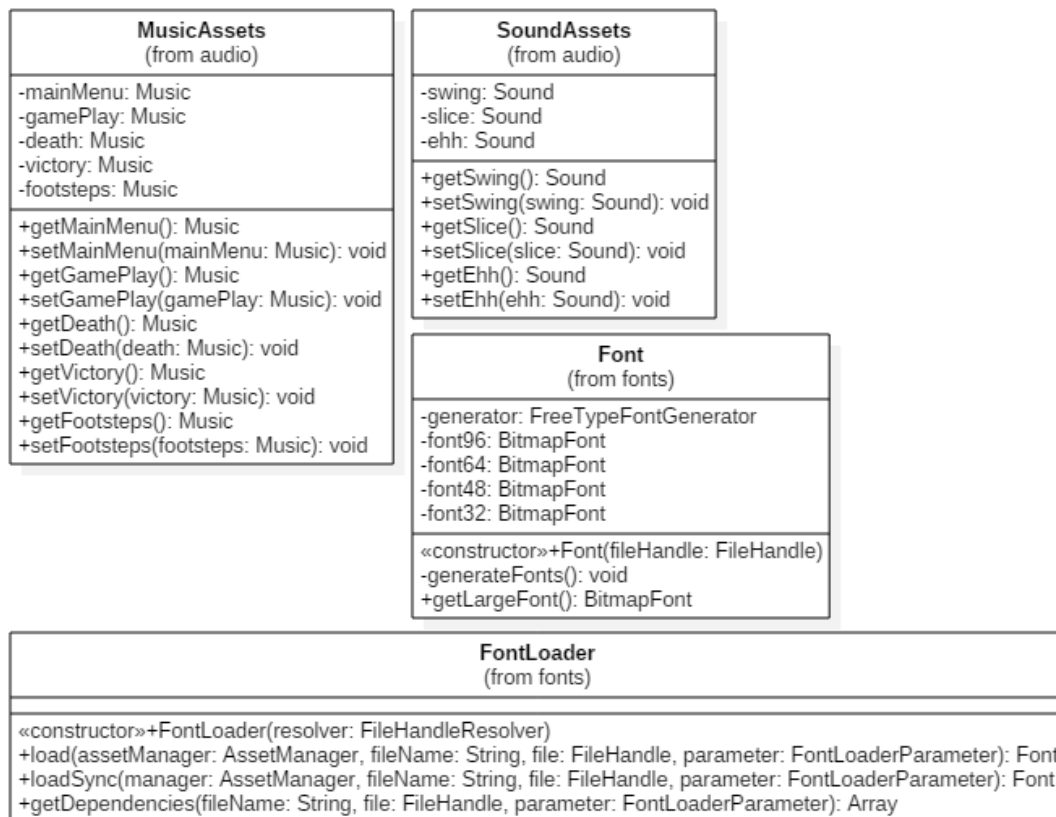 MusicAssets
(from audio)
-mainMenu: Music
-gamePlay: Music
-death: Music
-victory: Music
-footsteps: Music
+getMainMenu(): Music
+setMainMenu(mainMenu: Music): void
+getGamePlay(): Music
+setGamePlay(gamePlay: Music): void
+getDeath(): Music
+setDeath(death: Music): void
+getVictory(): Music
+setVictory(victory: Music): void
+getFootsteps(): Music
+setFootsteps(footsteps: Music): void
SoundAssets
(from audio)
-swing: Sound
-slice: Sound
-ehh: Sound
+getSwing(): Sound
+setSwing(swing: Sound): void
+getSlice(): Sound
+setSlice(slice: Sound): void
+getEhh(): Sound
+setEhh(ehh: Sound): void
Font
(from fonts)
-generator: FreeTypeFontGenerator
-font96: BitmapFont
-font64: BitmapFont
-font48: BitmapFont
-font32: BitmapFont
«constructor»+Font(fileHandle: FileHandle)
-generateFonts(): void
+getLargeFont(): BitmapFont
FontLoader
(from fonts)
«constructor»+FontLoader(resolver: FileHandleResolver)
+load(assetManager: AssetManager, fileName: String, file: FileHandle, parameter: FontLoaderParameter): Font
+loadSync(manager: AssetManager, fileName: String, file: FileHandle, parameter: FontLoaderParameter): Font
+getDependencies(fileName: String, file: FileHandle, parameter: FontLoaderParameter): Array